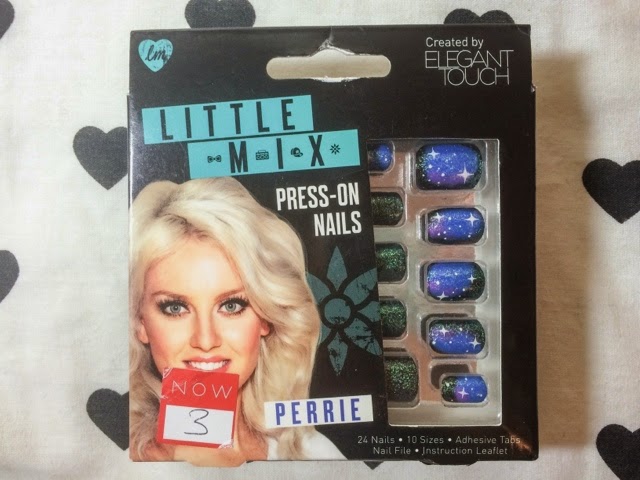 lm
Created by
ELEGANT
TOUCH
LITTLE
MIX
PRESS-ON
NAILS
NOW
3
PERRIE
24 Nails • 10 Sizes • Adhesive Tabs
Nail File • Instruction Leaflet